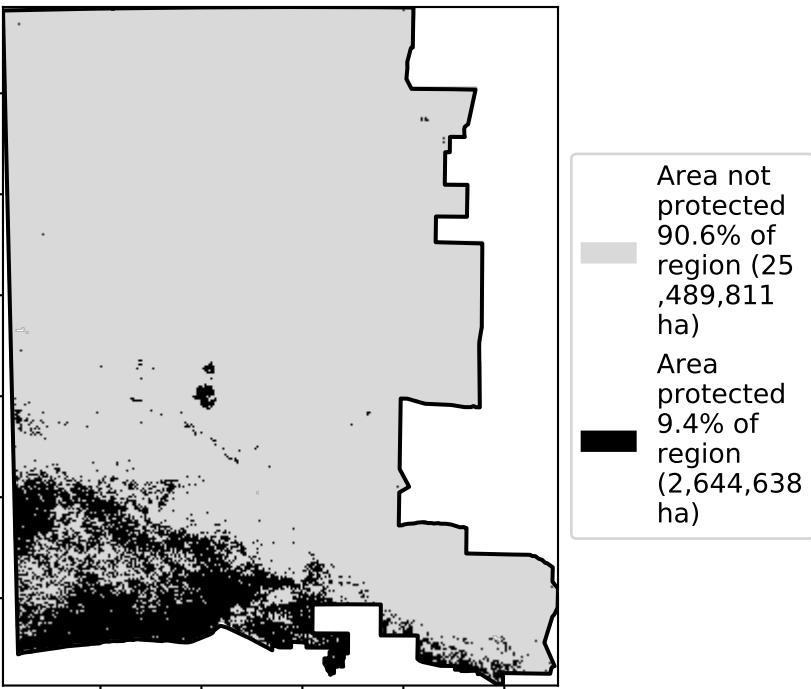 Area not
protected
90.6% of
region (25
,489,811
ha)
Area
protected
9.4% of
region
(2,644,638
ha)